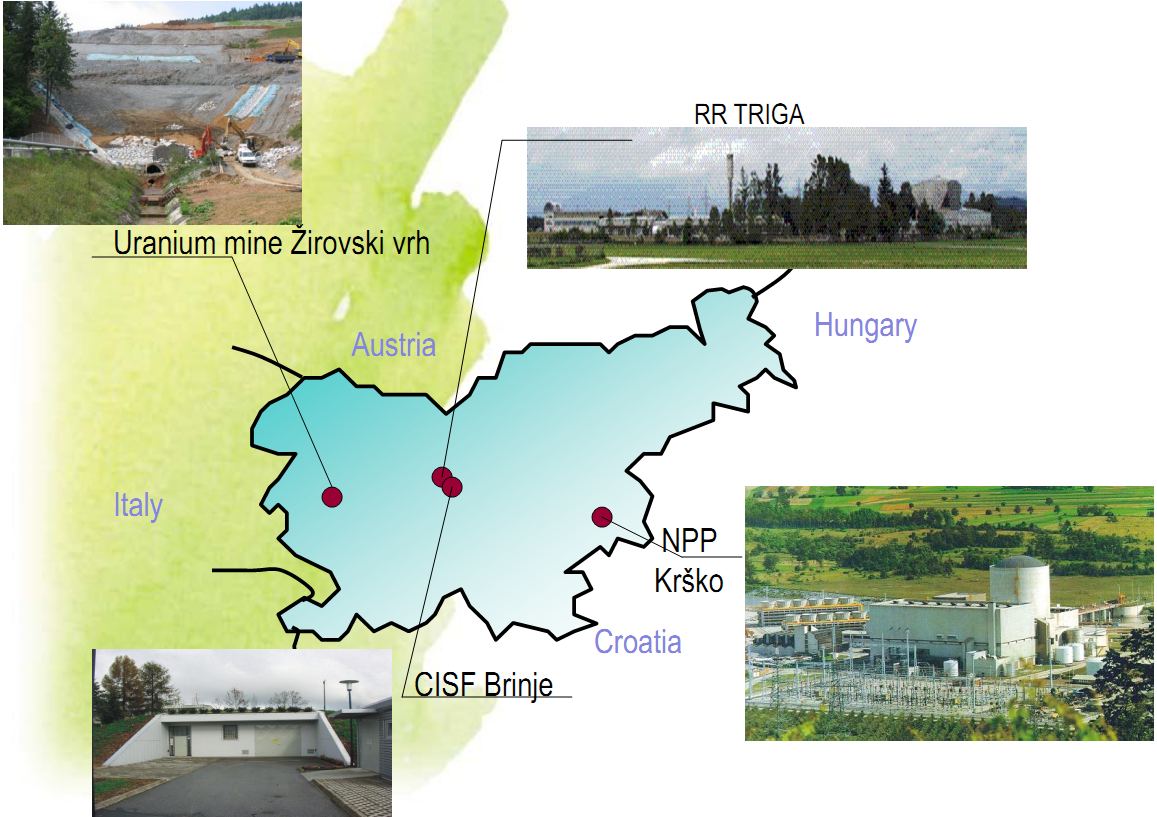 RR TRIGA
Uranium mine Žirovski vrh
Hungary
Austria
Italy
NPP
Krško
Croatia
CISF Brinje